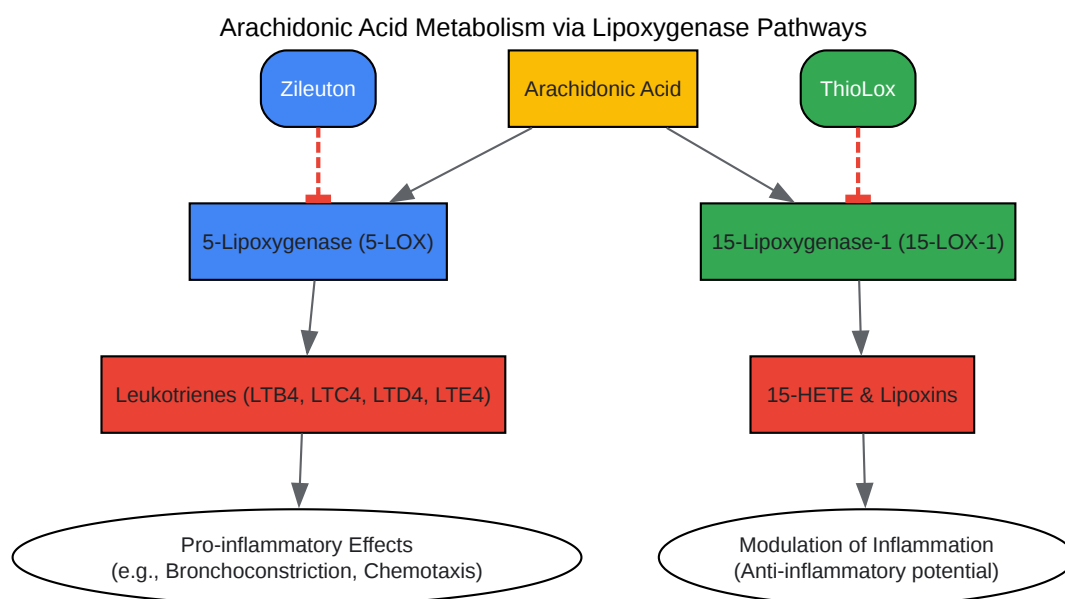 Arachidonic Acid Metabolism via Lipoxygenase Pathways
Zileuton
Arachidonic Acid
ThioLox
5-Lipoxygenase (5-LOX)
15-Lipoxygenase-1 (15-LOX-1)
Leukotrienes (LTB4, LTC4, LTD4, LTE4)
15-HETE & Lipoxins
Pro-inflammatory Effects
(e.g., Bronchoconstriction, Chemotaxis)
Modulation of Inflammation
(Anti-inflammatory potential)